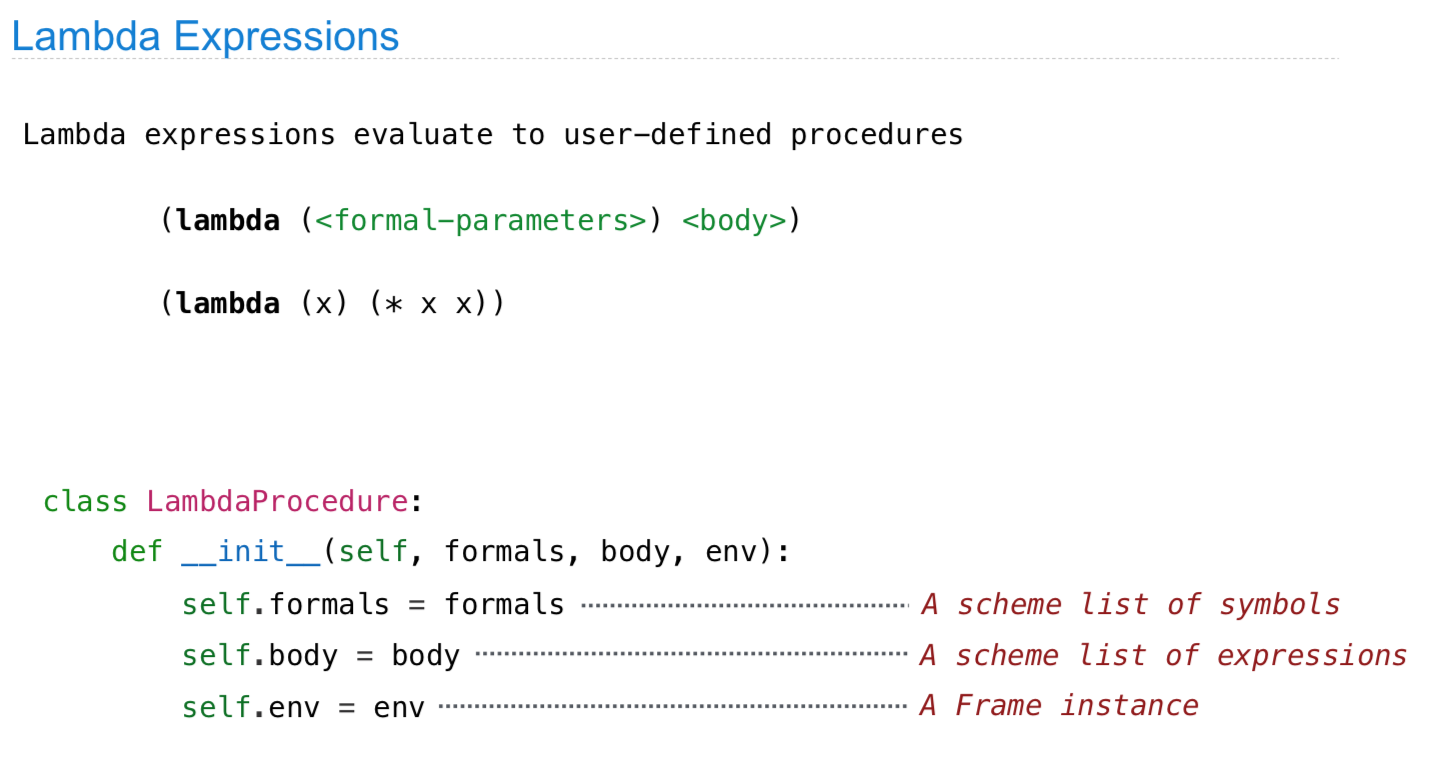 Lambda Expressions
Lambda expressions evaluate to user-defined procedures
(lambda (<formal-parameters>) <body>)
(lambda (x) (* x x))
class LambdaProcedure:
def __init__(self, formals, body, env):
self.formals = formals A scheme list of symbols
self.body = body A scheme list of expressions
self.env = env A Frame instance